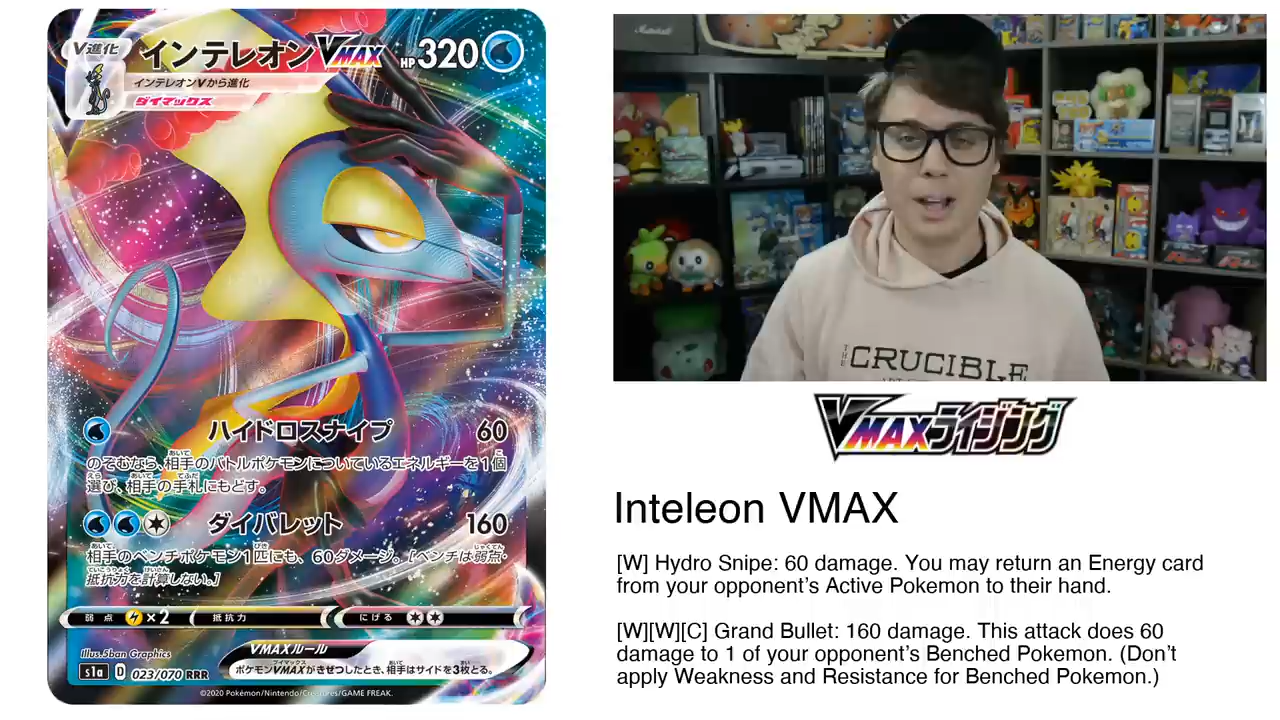 V進化
インテレオンVMAX HP320
インテレオンVから進化
ダイマックス
ハイドロスナイプ 60
のぞむなら、相手のバトルポケモンについているエネルギーを1個
選び、相手の手札にもどす。
ダイバレット 160
相手のベンチポケモン1匹にも、60ダメージ。[ベンチは弱点・
抵抗力を計算しない。]
弱点 ×2 抵抗力 にげる
Illus.5ban Graphics
s1a D 023/070 RRR
VMAXルール
ポケモンVMAXがきぜつしたとき、相手はサイドを3枚とる。
©2020 Pokémon/Nintendo/Creatures/GAME FREAK.
Marshall
THE CRUCIBLE
VMAXライジング
Inteleon VMAX
[W] Hydro Snipe: 60 damage. You may return an Energy card
from your opponent’s Active Pokemon to their hand.
[W][W][C] Grand Bullet: 160 damage. This attack does 60
damage to 1 of your opponent’s Benched Pokemon. (Don’t
apply Weakness and Resistance for Benched Pokemon.)